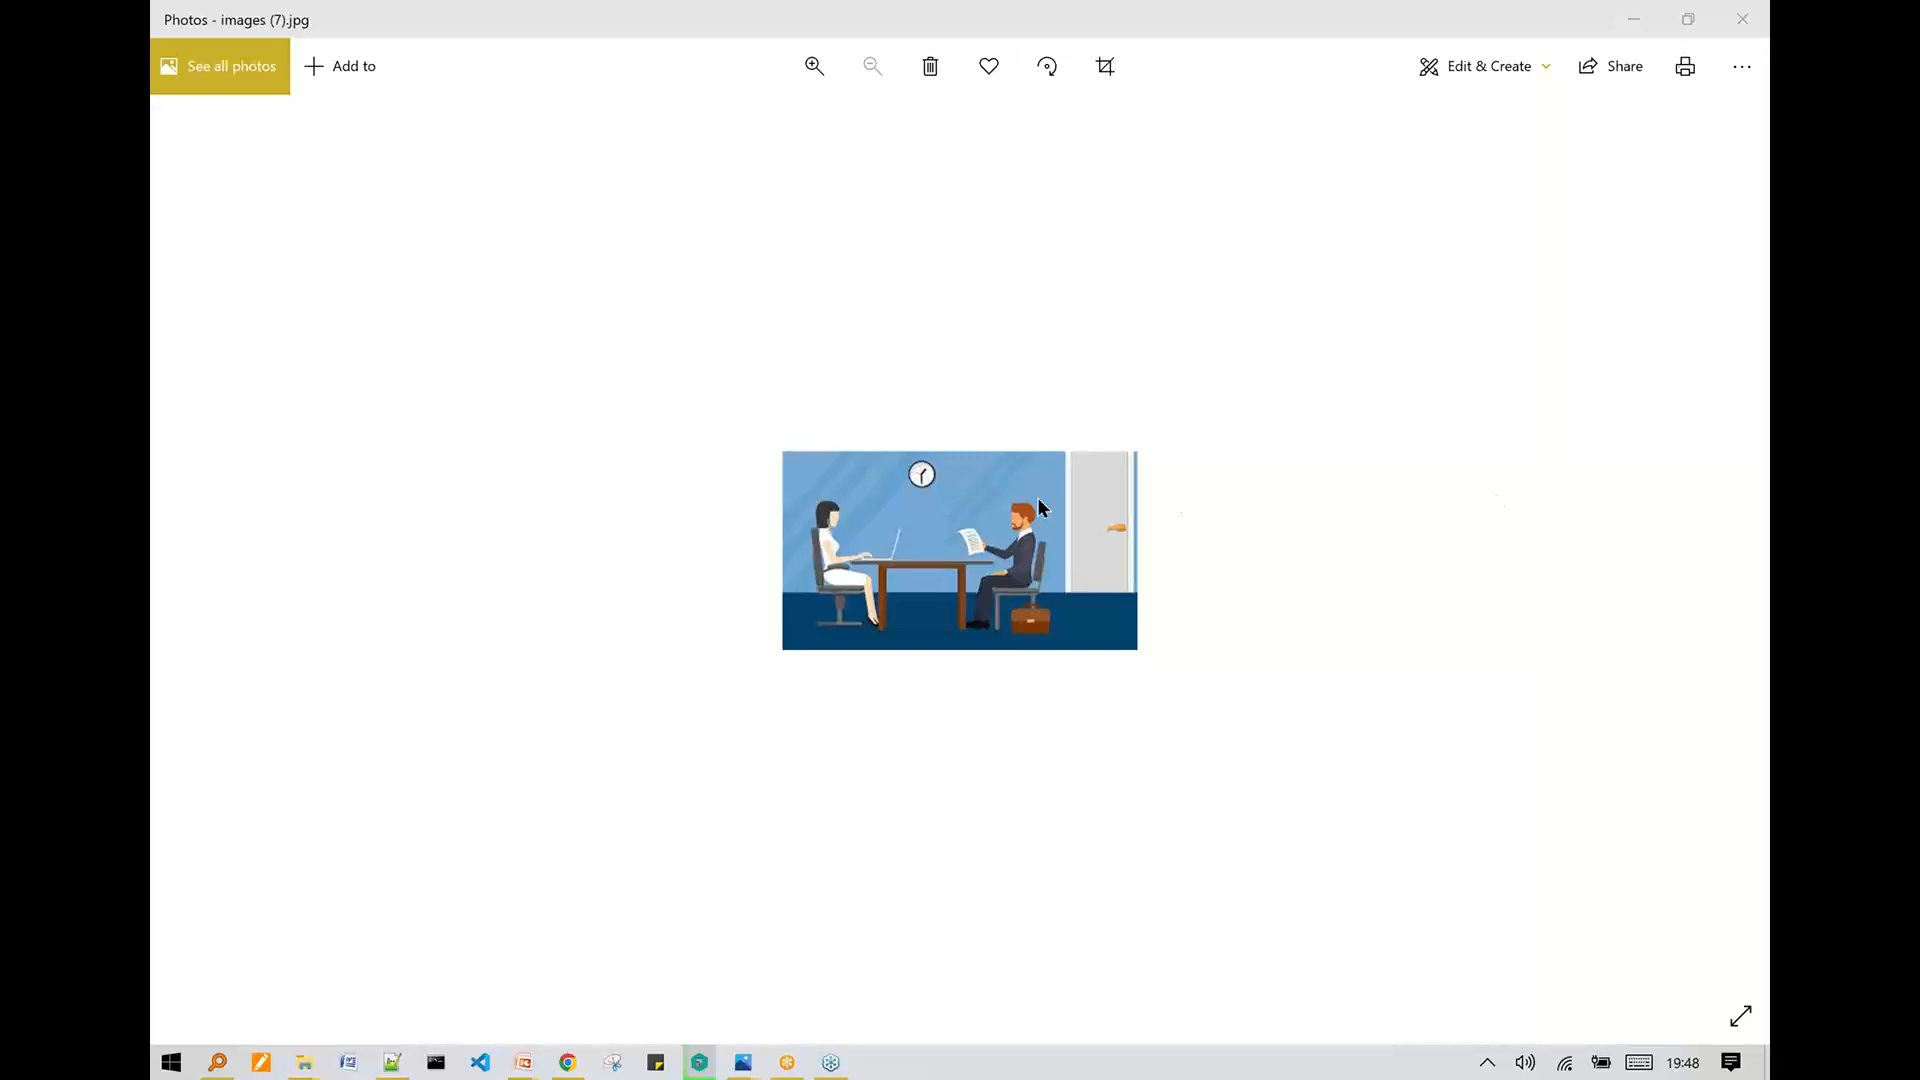 Photos - images (7).jpg
See all photos
Add to
Edit & Create
Share
19:48